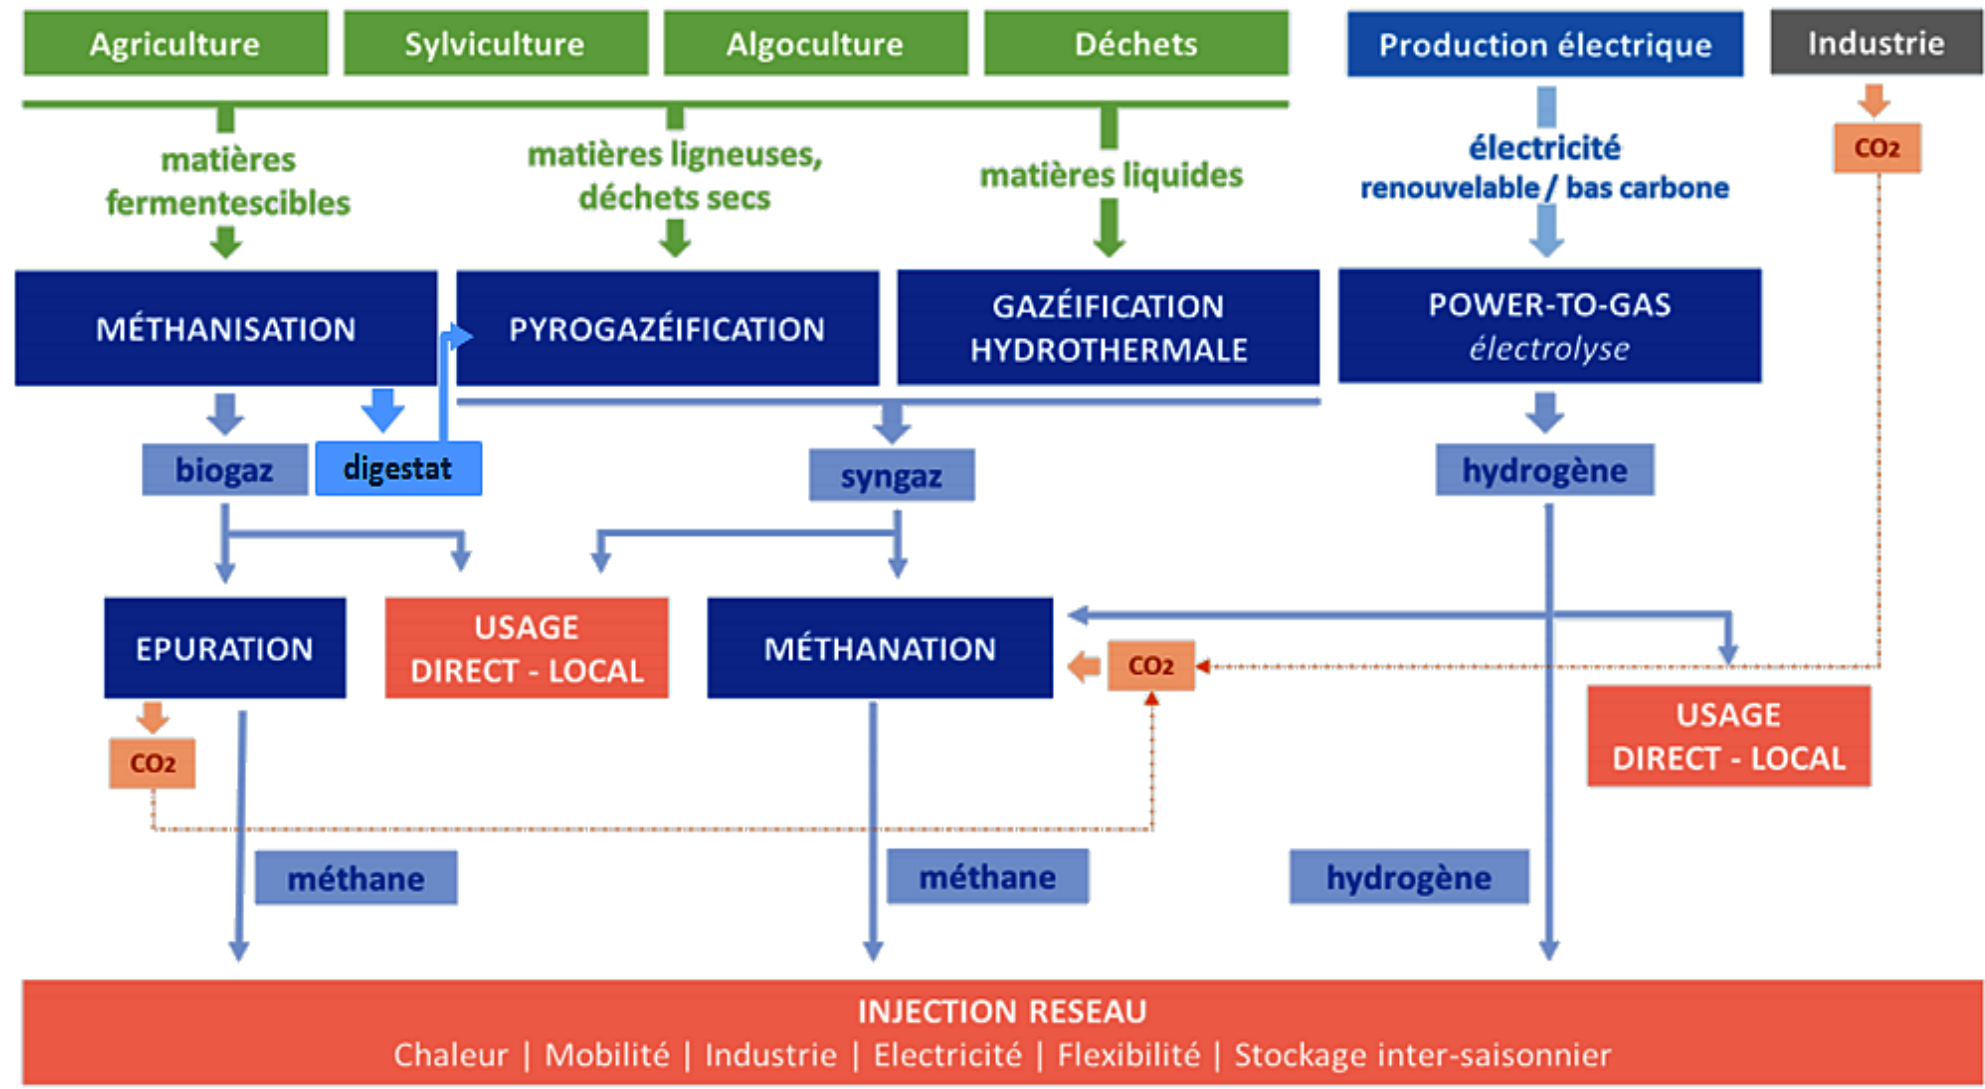 Agriculture
Sylviculture
Algoculture
Déchets
Production électrique
Industrie
matières
fermentescibles
matières ligneuses,
déchets secs
matières liquides
électricité
renouvelable / bas carbone
CO2
MÉTHANISATION
PYROGAZÉIFICATION
GAZÉIFICATION
HYDROTHERMALE
POWER-TO-GAS
électrolyse
biogaz
digestat
syngaz
hydrogène
EPURATION
USAGE
DIRECT - LOCAL
MÉTHANATION
CO2
USAGE
DIRECT - LOCAL
CO2
méthane
méthane
hydrogène
INJECTION RESEAU
Chaleur | Mobilité | Industrie | Electricité | Flexibilité | Stockage inter-saisonnier